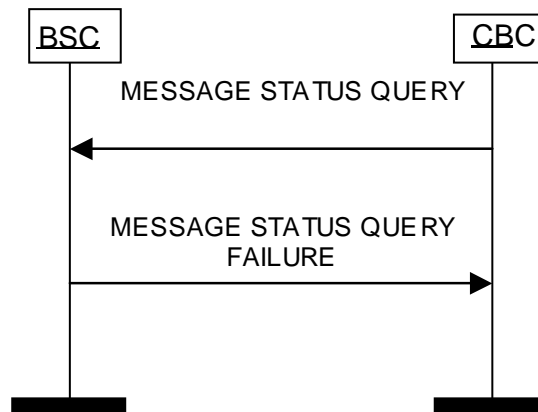 BSC
CBC
MESSAGE STATUS QUERY
MESSAGE STATUS QUERY
FAILURE